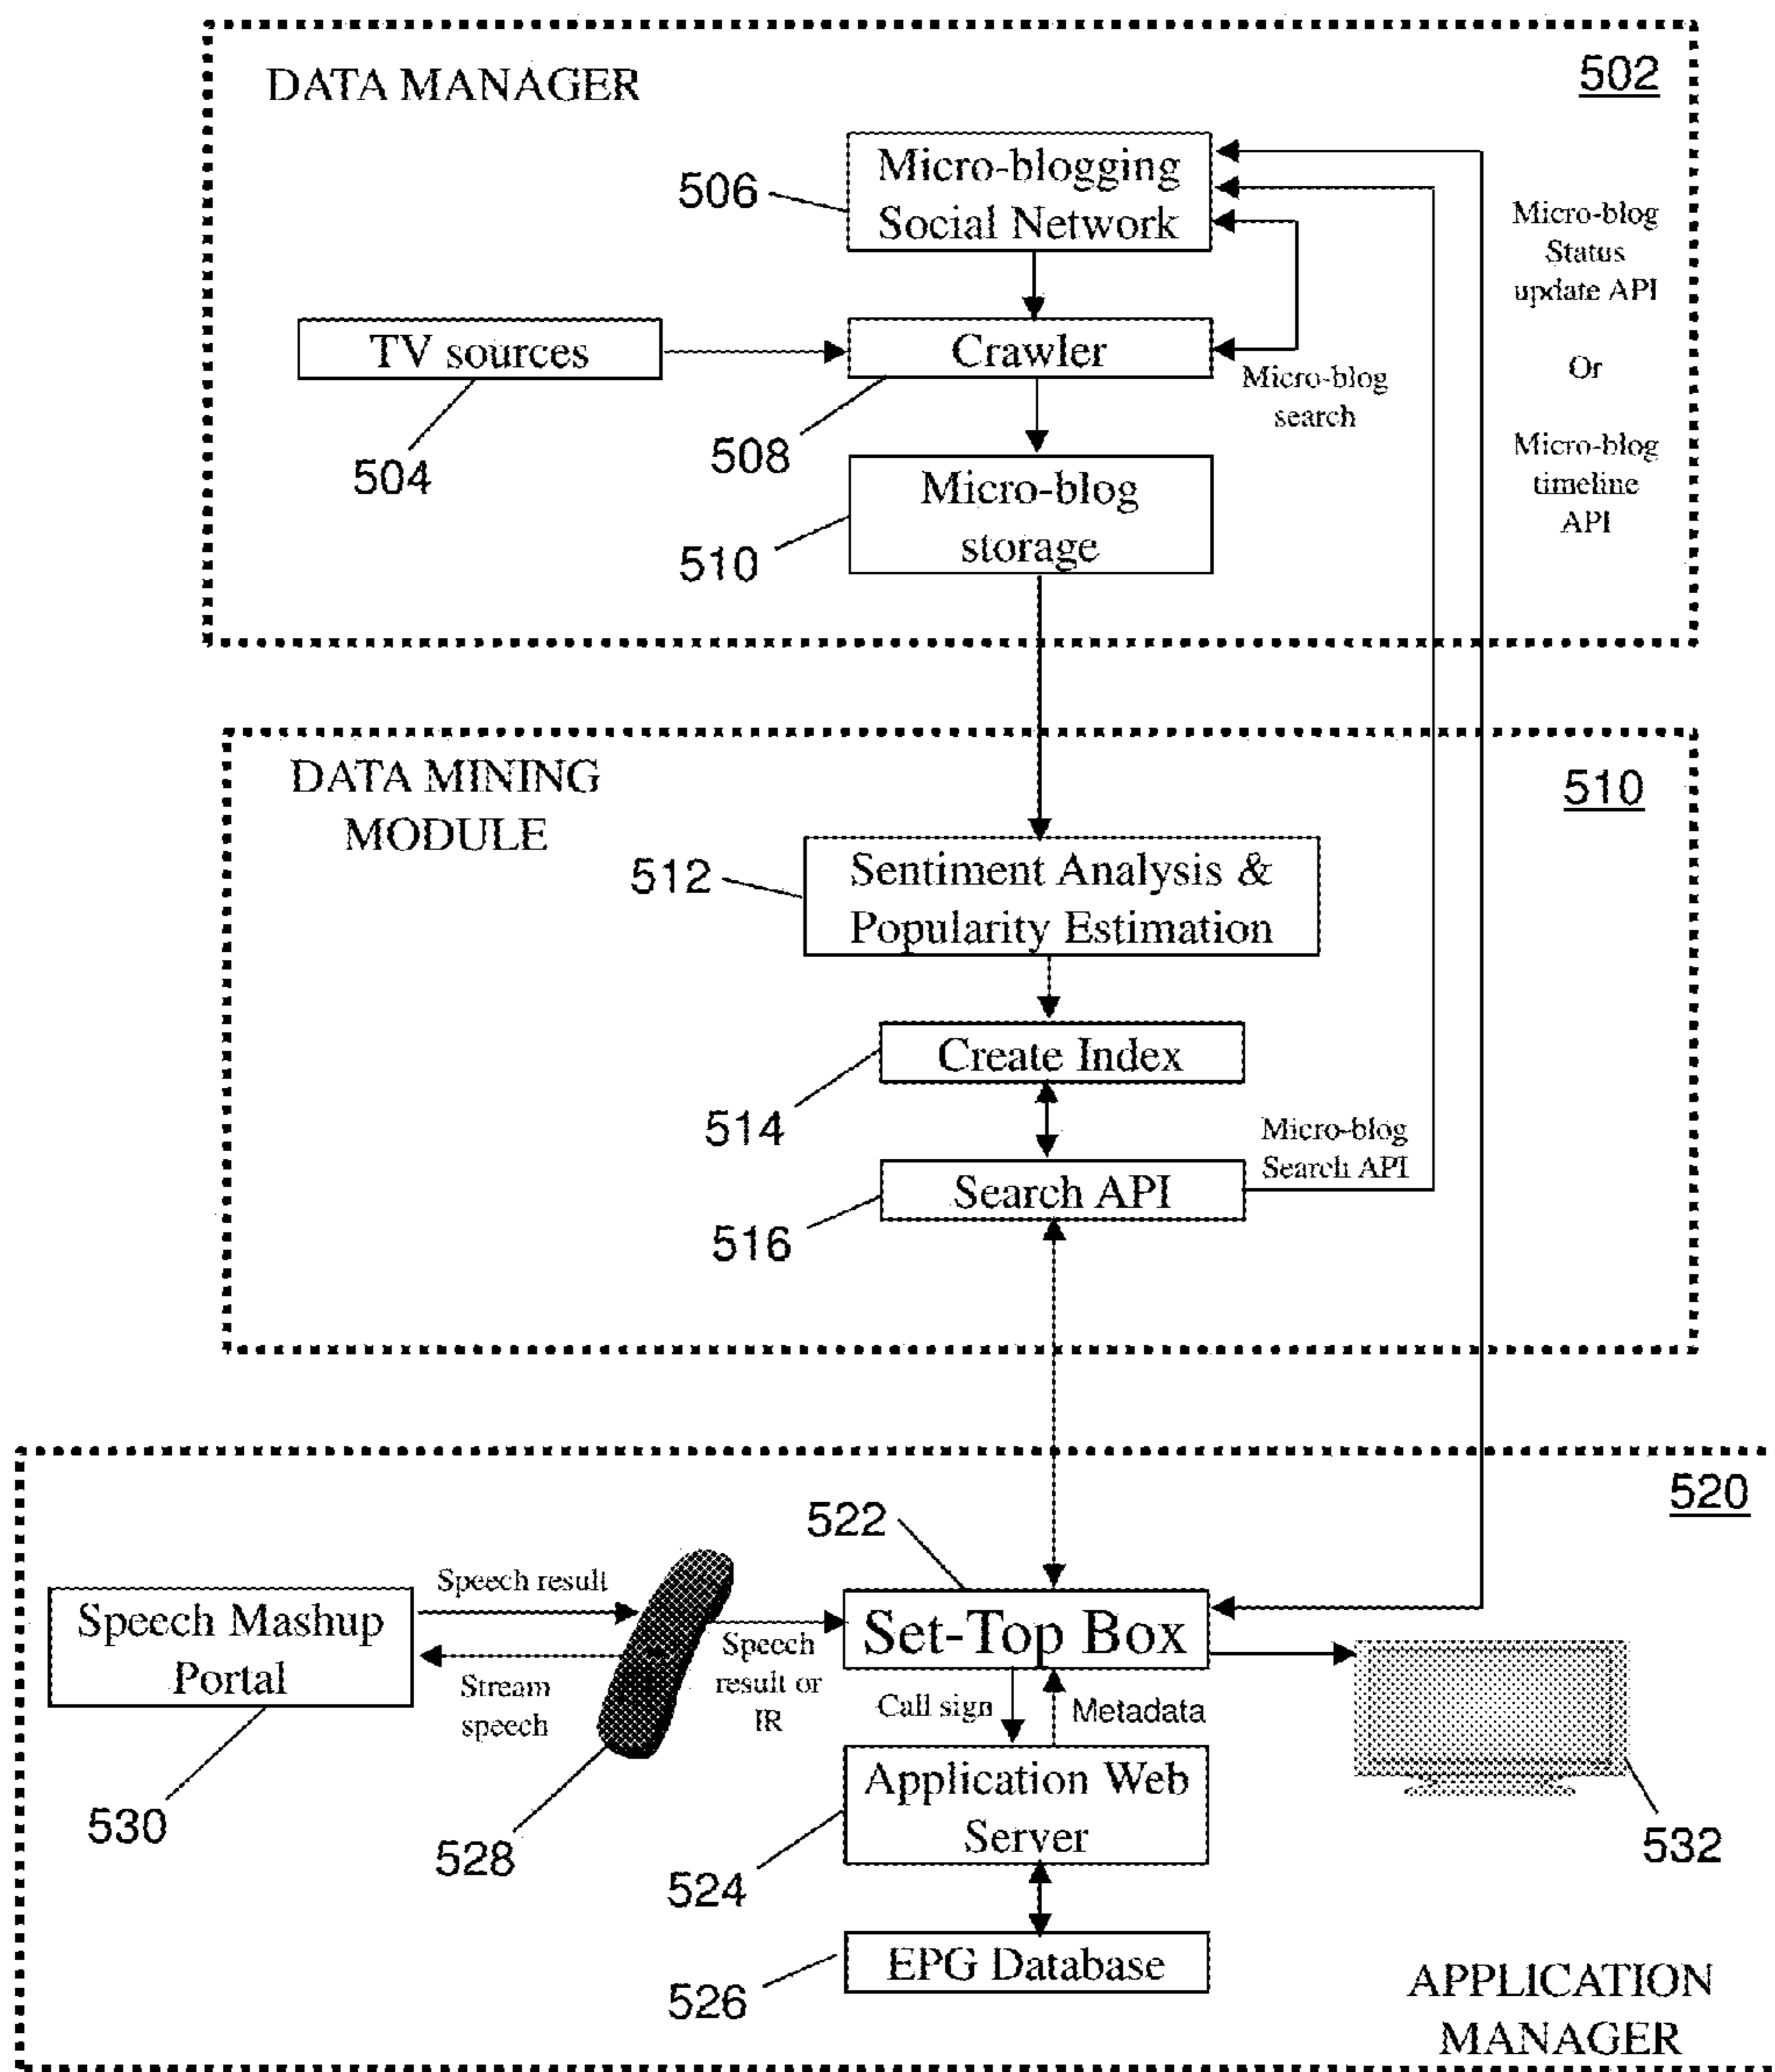 DATA MANAGER
502
Micro-blogging
Social Network
506
TV sources
504
Crawler
508
Micro-blog
search
Micro-blog
storage
510
Micro-blog
Status
update API
Or
Micro-blog
timeline
API
DATA MINING
MODULE
510
Sentiment Analysis &
Popularity Estimation
512
Create Index
514
Search API
516
Micro-blog
Search API
520
522
Speech Mashup
Portal
530
Speech result
Stream
speech
528
Speech
result or
IR
Set-Top Box
Call sign
Metadata
Application Web
Server
524
EPG Database
526
532
APPLICATION
MANAGER